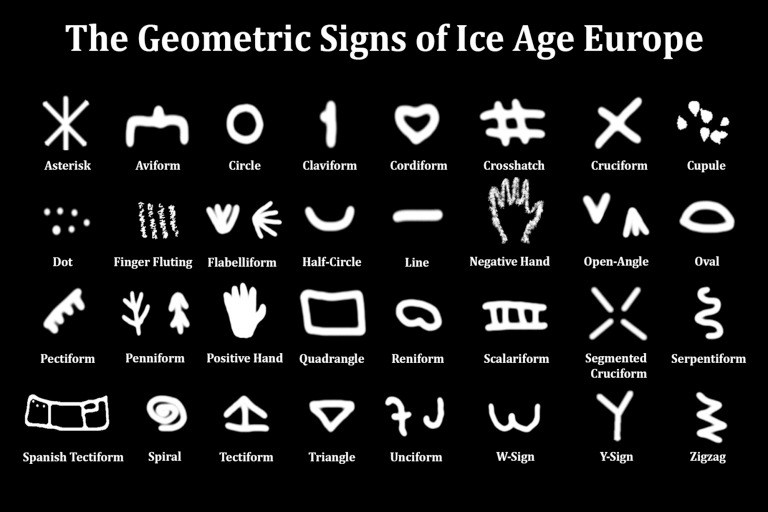 The Geometric Signs of Ice Age Europe
Asterisk Aviform Circle Claviform Cordiform Crosshatch Cruciform Cupule
Dot Finger Fluting Flabelliform Half-Circle Line Negative Hand Open-Angle Oval
Pectiform Penniform Positive Hand Quadrangle Reniform Scalariform Segmented Serpentiform
Cruciform
Spanish Tectiform Spiral Tectiform Triangle Unciform W-Sign Y-Sign Zigzag